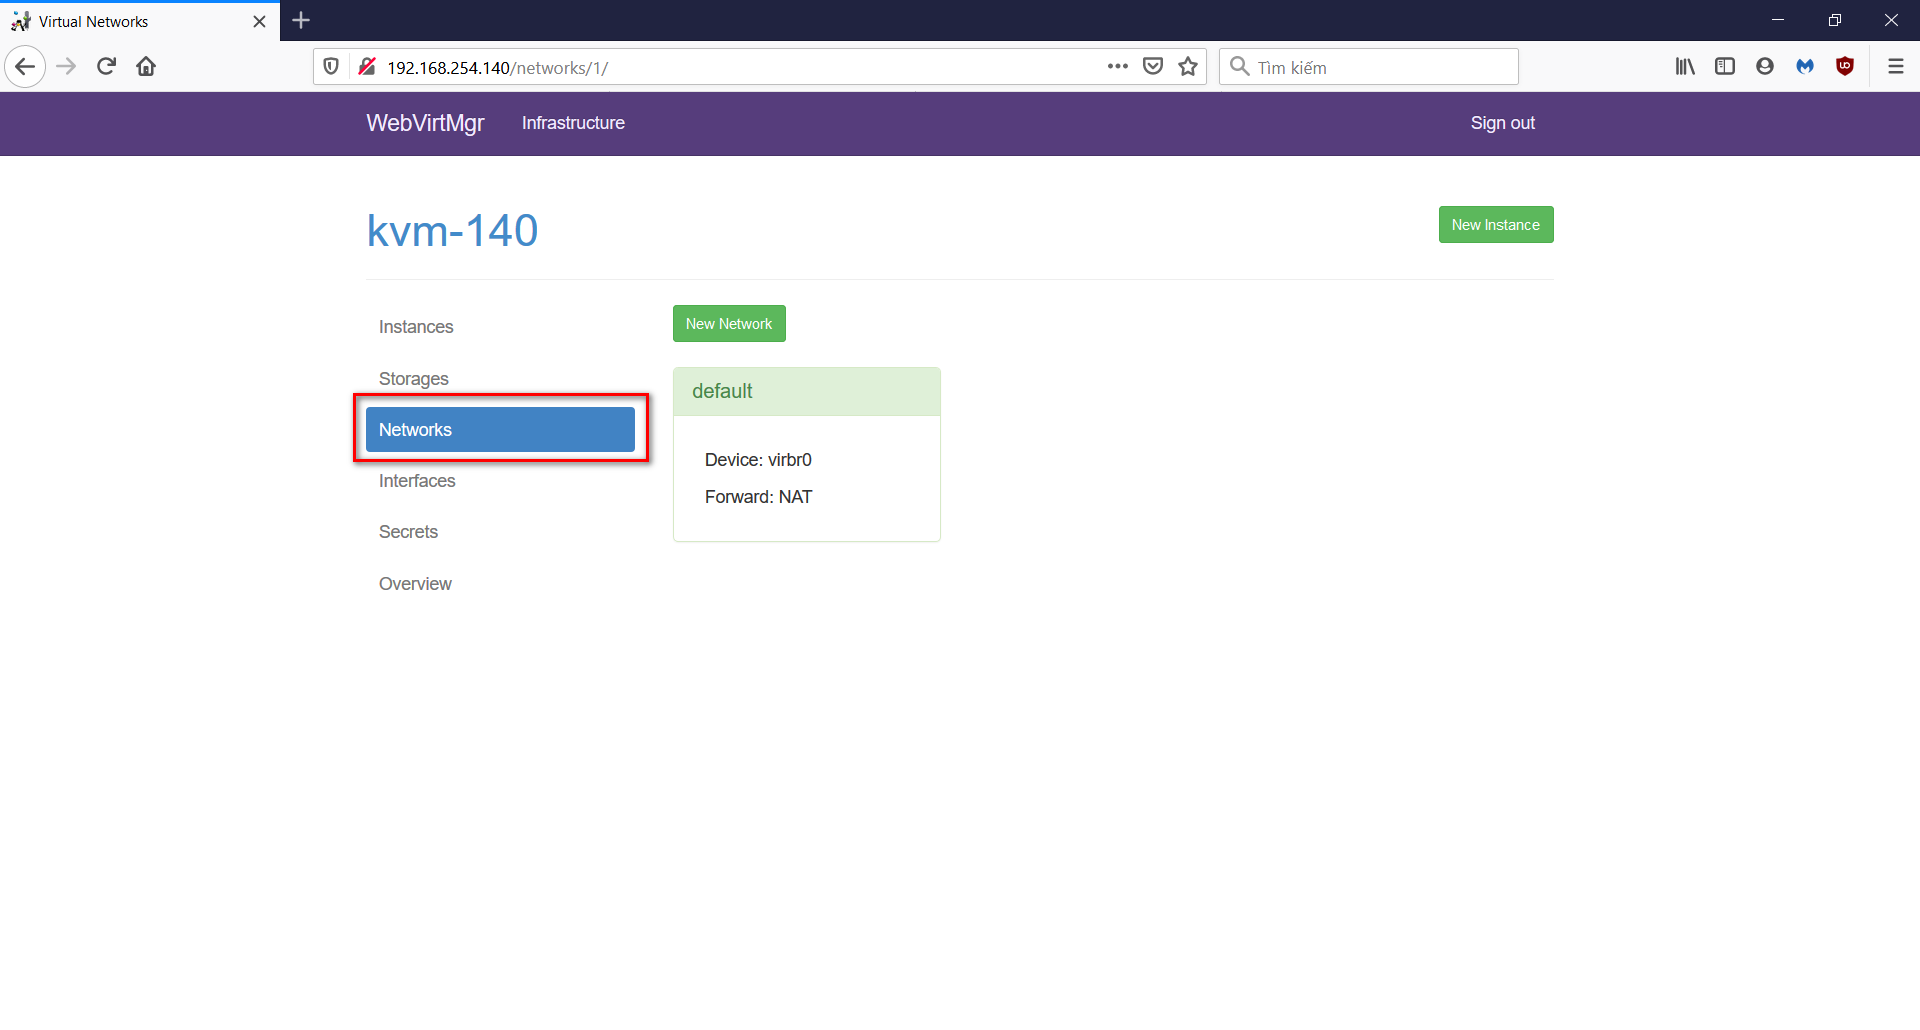 Virtual Networks
192.168.254.140/networks/1/
Tìm kiếm
WebVirtMgr
Infrastructure
Sign out
kvm-140
New Instance
Instances
Storages
Networks
Interfaces
Secrets
Overview
New Network
default
Device: virbr0
Forward: NAT